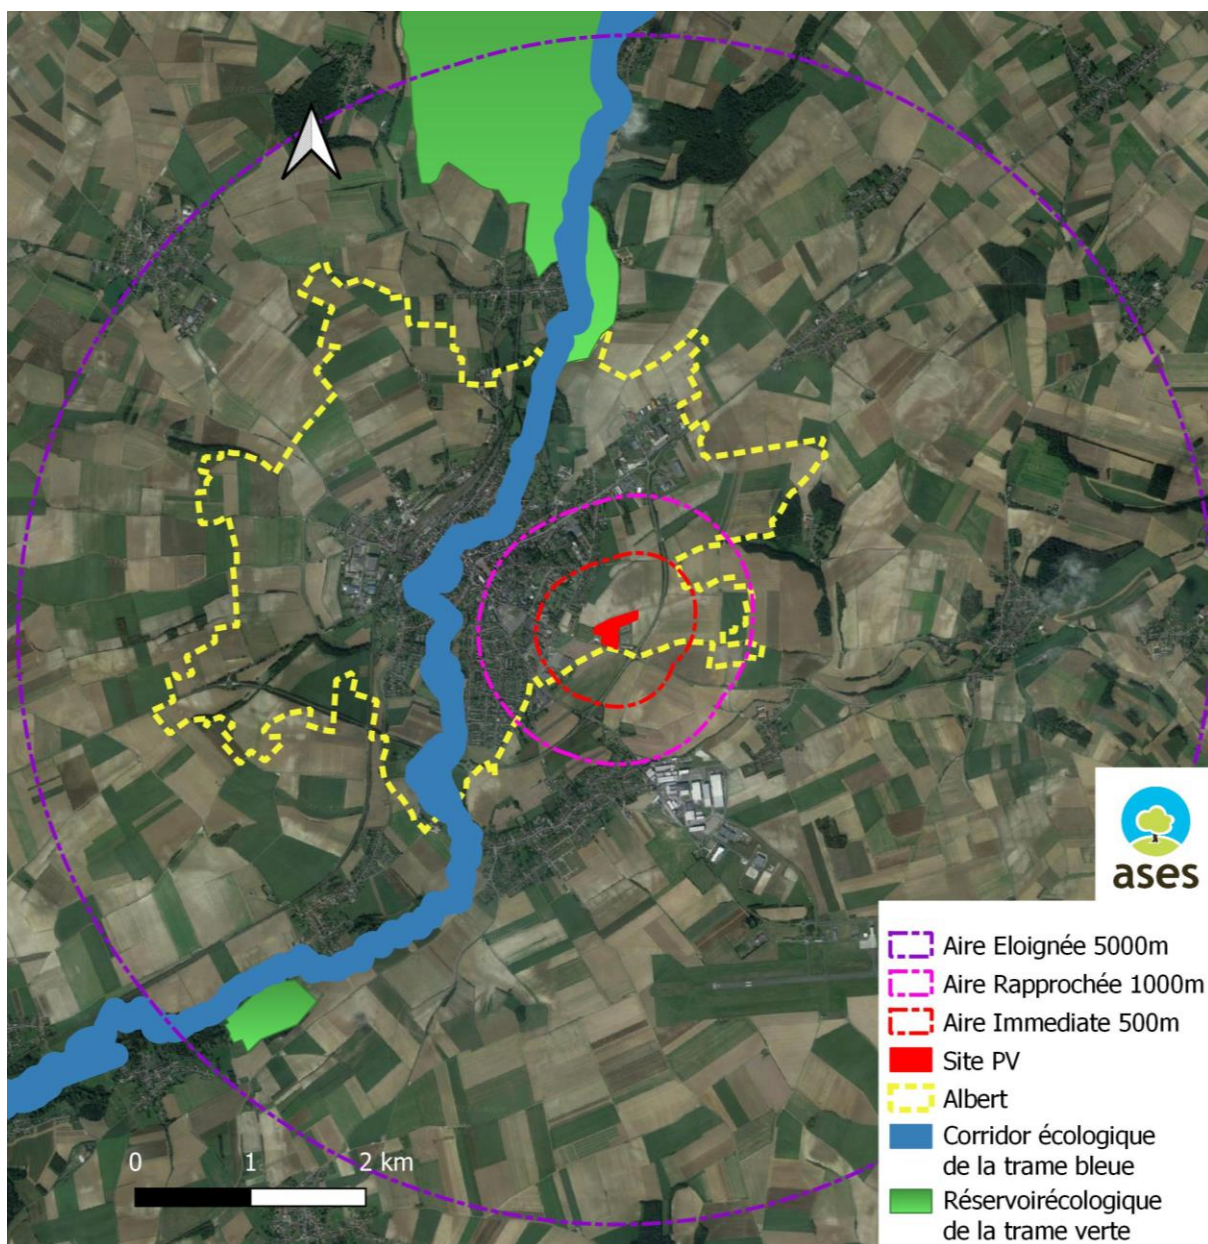 ases
Aire Eloignée 5000m
Aire Rapprochée 1000m
Aire Immediate 500m
Site PV
Albert
Corridor écologique
de la trame bleue
Réservoirécologique
de la trame verte
0 1 2 km